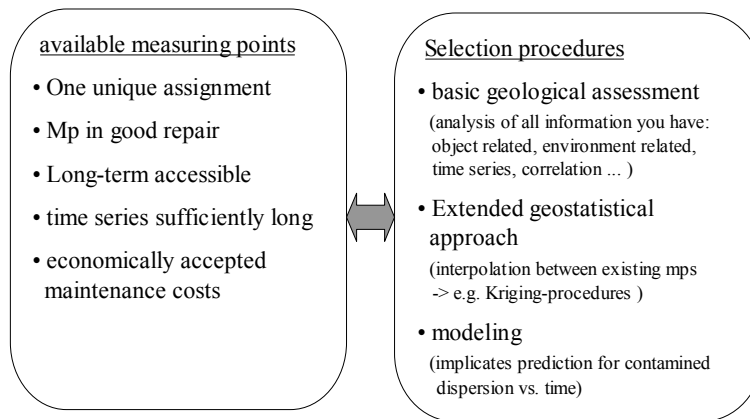 available measuring points
• One unique assignment
• Mp in good repair
• Long-term accessible
• time series sufficiently long
• economically accepted
maintenance costs
Selection procedures
• basic geological assessment
(analysis of all information you have:
object related, environment related,
time series, correlation ... )
• Extended geostatistical
approach
(interpolation between existing mps
-> e.g. Kriging-procedures )
• modeling
(implicates prediction for contamined
dispersion vs. time)